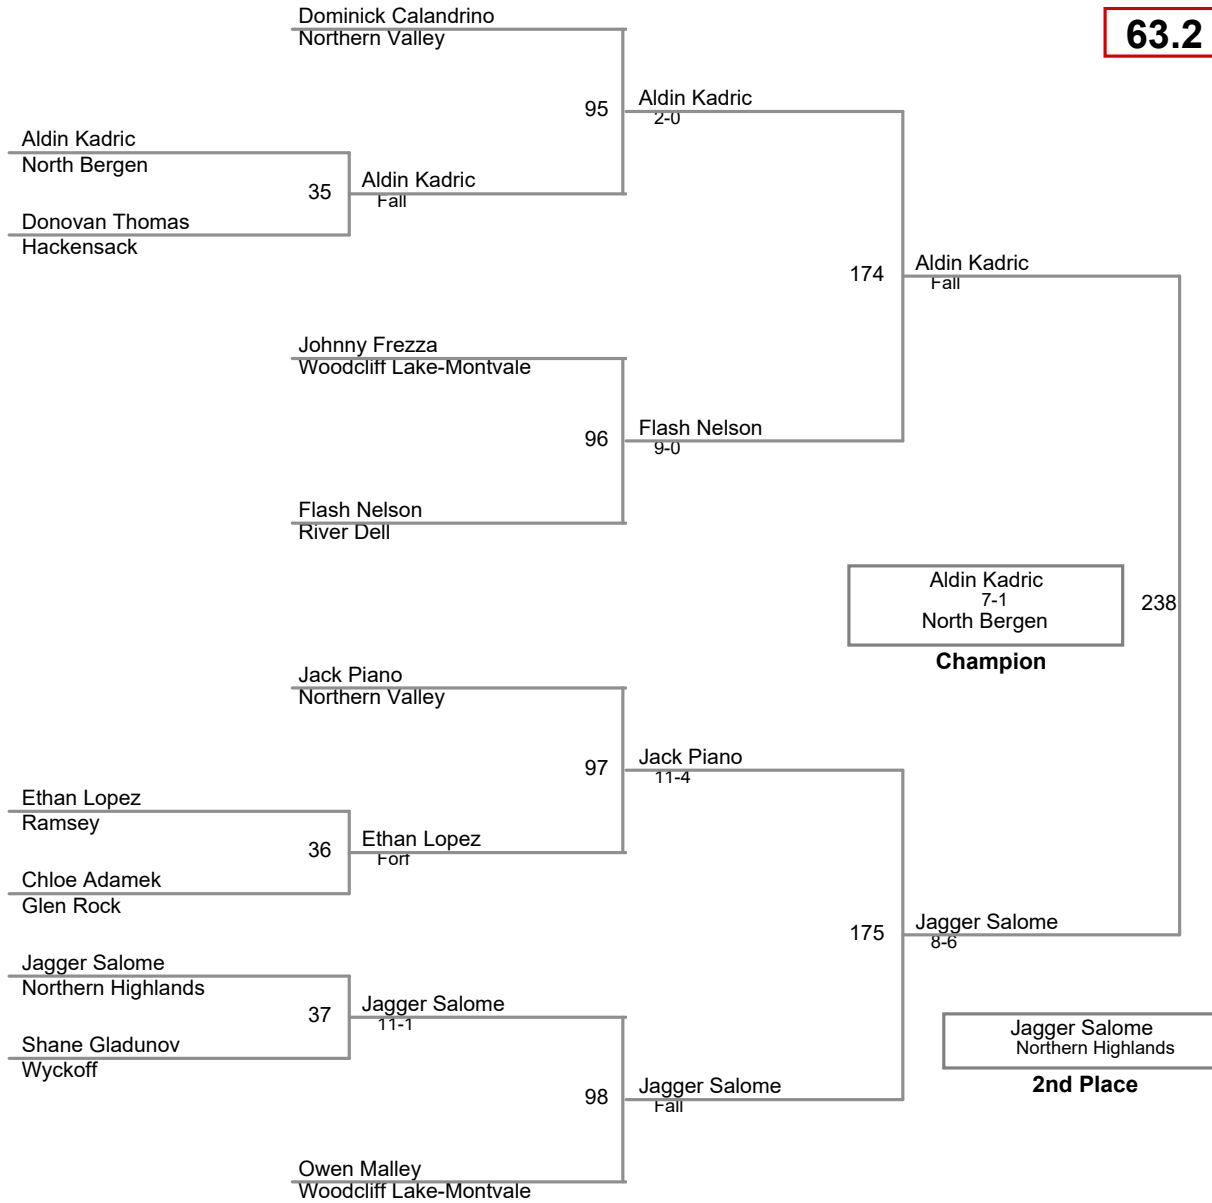 Dominick Calandrino
Northern Valley
63.2
95
Aldin Kadric
2-0
Aldin Kadric
North Bergen
35
Aldin Kadric
Fall
Donovan Thomas
Hackensack
174
Aldin Kadric
Fall
Johnny Frezza
Woodcliff Lake-Montvale
96
Flash Nelson
9-0
Flash Nelson
River Dell
Aldin Kadric
7-1
North Bergen
238
Champion
Jack Piano
Northern Valley
97
Jack Piano
11-4
Ethan Lopez
Ramsey
36
Ethan Lopez
Forf
Chloe Adamek
Glen Rock
175
Jagger Salome
8-6
Jagger Salome
Northern Highlands
37
Jagger Salome
11-1
Shane Gladunov
Wyckoff
Jagger Salome
Northern Highlands
2nd Place
98
Jagger Salome
Fall
Owen Malley
Woodcliff Lake-Montvale